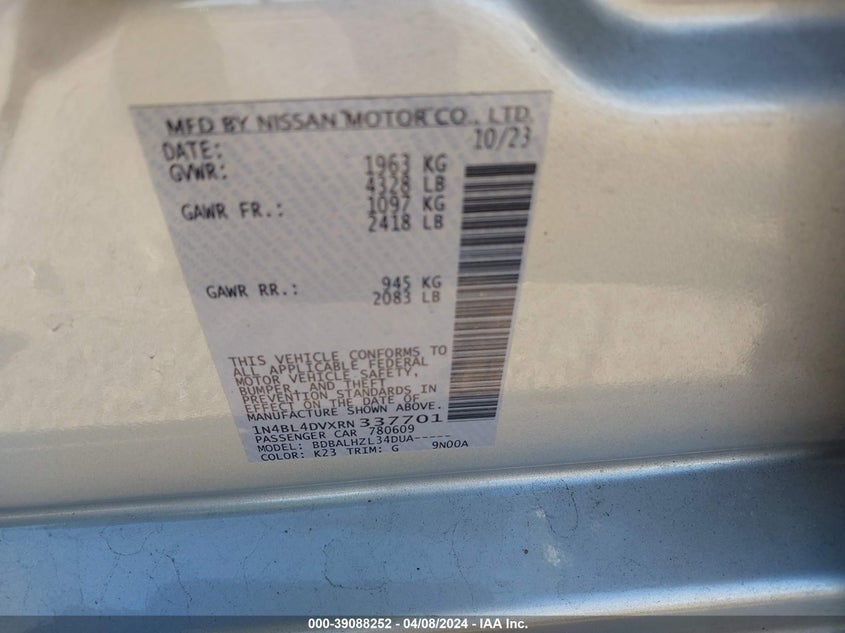 MFD BY NISSAN MOTOR CO., LTD.
DATE: 10/23
GVWR: 1963 KG
4328 LB
GAWR FR.: 1097 KG
2418 LB
GAWR RR.: 945 KG
2083 LB
THIS VEHICLE CONFORMS TO
ALL APPLICABLE FEDERAL
MOTOR VEHICLE SAFETY,
BUMPER, AND THEFT
PREVENTION STANDARDS IN
EFFECT ON THE DATE OF
MANUFACTURE SHOWN ABOVE.
1N4BL4DVXRN337701
PASSENGER CAR 780609
MODEL: BDBALHZL34DUA-----
COLOR: K23 TRIM: G 9N00A
000-39088252 - 04/08/2024 - IAA Inc.